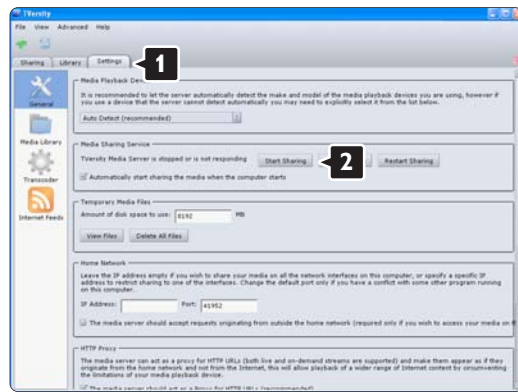 TVersity
File View Advanced Help
Sharing Library Settings
1
General
Media Library
Transcoder
Internet Feeds
Media Playback
It is recommended to let the server automatically detect the make and model of the media playback devices you are using, however if
you use a device that the server cannot detect automatically you may need to explicitly select it from the list below.
Auto Detect (recommended)
Media Sharing Service
TVersity Media Server is stopped or is not responding Start Sharing 2 Restart Sharing
Automatically start sharing the media when the computer starts
Temporary Media Files
Amount of disk space to use: 8192 MB
View Files Delete All Files
Home Network
Leave the IP address empty if you wish to share your media on all the network interfaces on this computer, or specify a specific IP
address to restrict sharing to one of the interfaces. Change the default port only if you have a conflict with some other program running
on this computer.
IP Address: Port: 41952
The media server should accept requests originating from outside the home network (required only if you wish to access your media on
HTTP Proxy
The media server can act as a proxy for HTTP URLs (both live and on-demand streams are supported) and make them appear as if they
originate from the home network and not from the Internet, this will allow playback of a wider range of Internet content by circumventing
the limitations of your media playback device.
The media server should act as a Proxy for HTTP URLs (recommended)